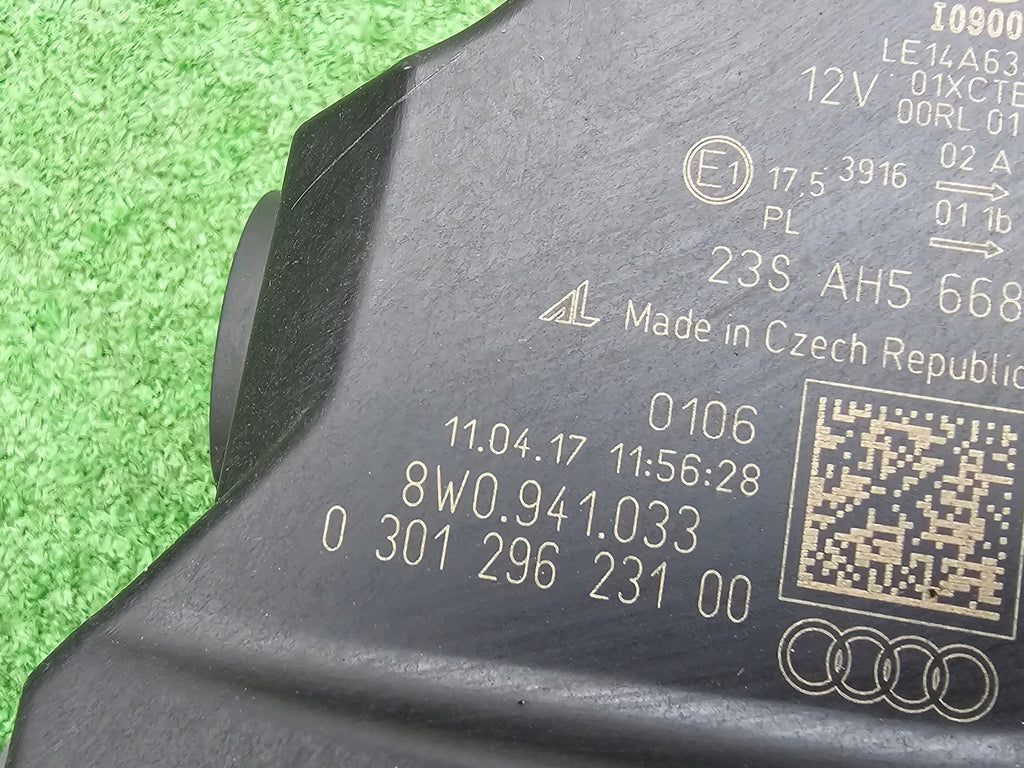 I0900
LE14A63
12V 01XCTE
00RL 01
E1 17,5 3916 02 A
PL 01 1b
23S AH5 668
AL Made in Czech Republic
0106
11.04.17 11:56:28
8W0.941.033
0 301 296 231 00